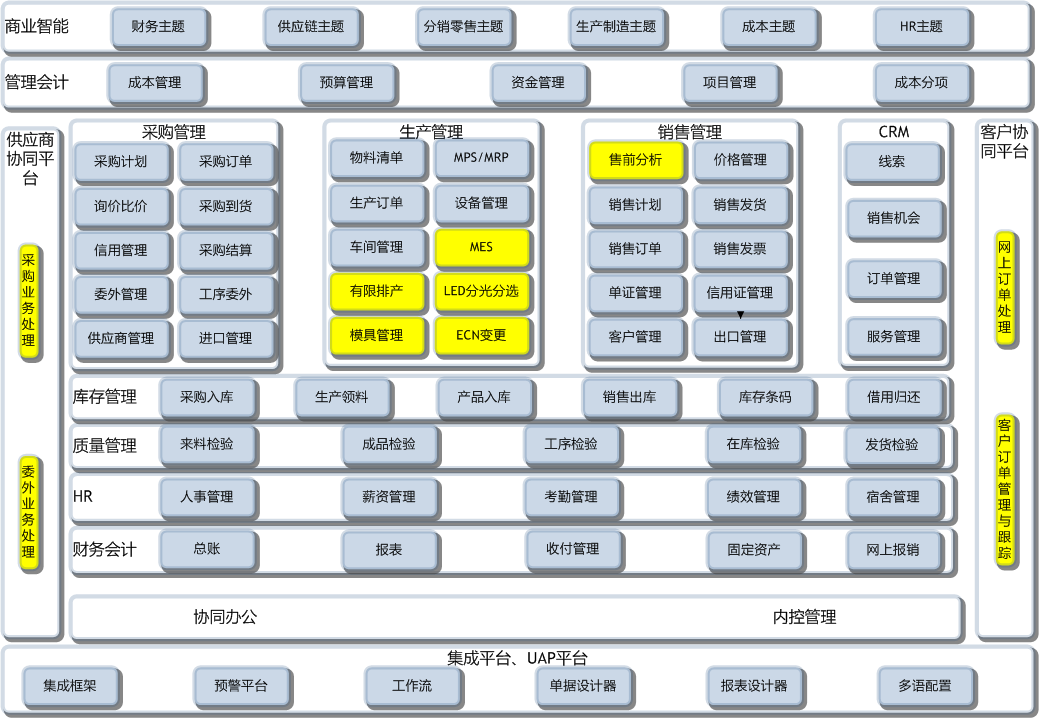 商业智能
财务主题
供应链主题
分销零售主题
生产制造主题
成本主题
HR主题
管理会计
成本管理
预算管理
资金管理
项目管理
成本分项
供应商
协同平
台
采购业务处理
委外业务处理
采购管理
采购计划
采购订单
询价比价
采购到货
信用管理
采购结算
委外管理
工序委外
供应商管理
进口管理
生产管理
物料清单
MPS/MRP
生产订单
设备管理
车间管理
MES
有限排产
LED分光分选
模具管理
ECN变更
销售管理
售前分析
价格管理
销售计划
销售发货
销售订单
销售发票
单证管理
信用证管理
客户管理
出口管理
CRM
线索
销售机会
订单管理
服务管理
客户协
同平台
网上订单处理
客户订单管理与跟踪
库存管理
采购入库
生产领料
产品入库
销售出库
库存条码
借用归还
质量管理
来料检验
成品检验
工序检验
在库检验
发货检验
HR
人事管理
薪资管理
考勤管理
绩效管理
宿舍管理
财务会计
总账
报表
收付管理
固定资产
网上报销
协同办公
内控管理
集成平台、UAP平台
集成框架
预警平台
工作流
单据设计器
报表设计器
多语配置